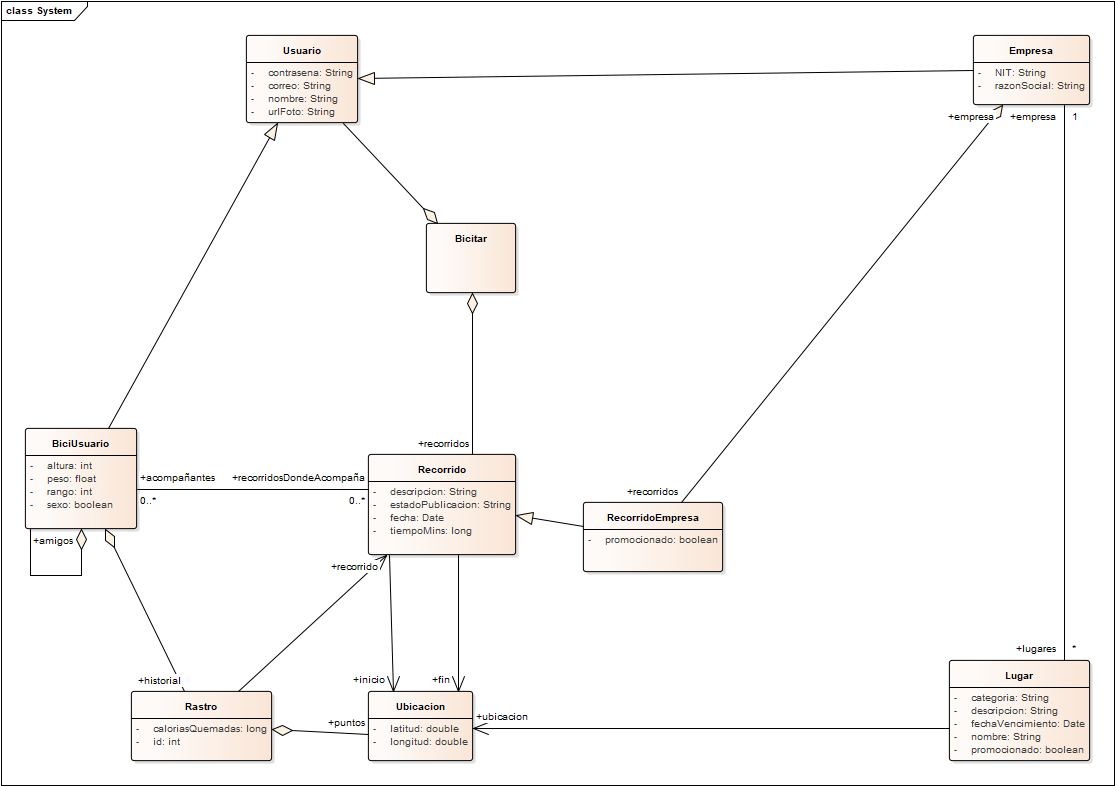 class System
Usuario
- contrasena: String
- correo: String
- nombre: String
- urlFoto: String
Empresa
- NIT: String
- razonSocial: String
+empresa
+empresa
1
Bicitar
+recorridos
BiciUsuario
- altura: int
- peso: float
- rango: int
- sexo: boolean
+acompañantes
0..*
+recorridosDondeAcompaña
0..*
Recorrido
- descripcion: String
- estadoPublicacion: String
- fecha: Date
- tiempoMins: long
+recorridos
RecorridoEmpresa
- promocionado: boolean
+amigos
+recorrido
+historial
+inicio
+fin
Rastro
- caloriasQuemadas: long
- id: int
+puntos
Ubicacion
- latitud: double
- longitud: double
+ubicacion
+lugares
*
Lugar
- categoria: String
- descripcion: String
- fechaVencimiento: Date
- nombre: String
- promocionado: boolean